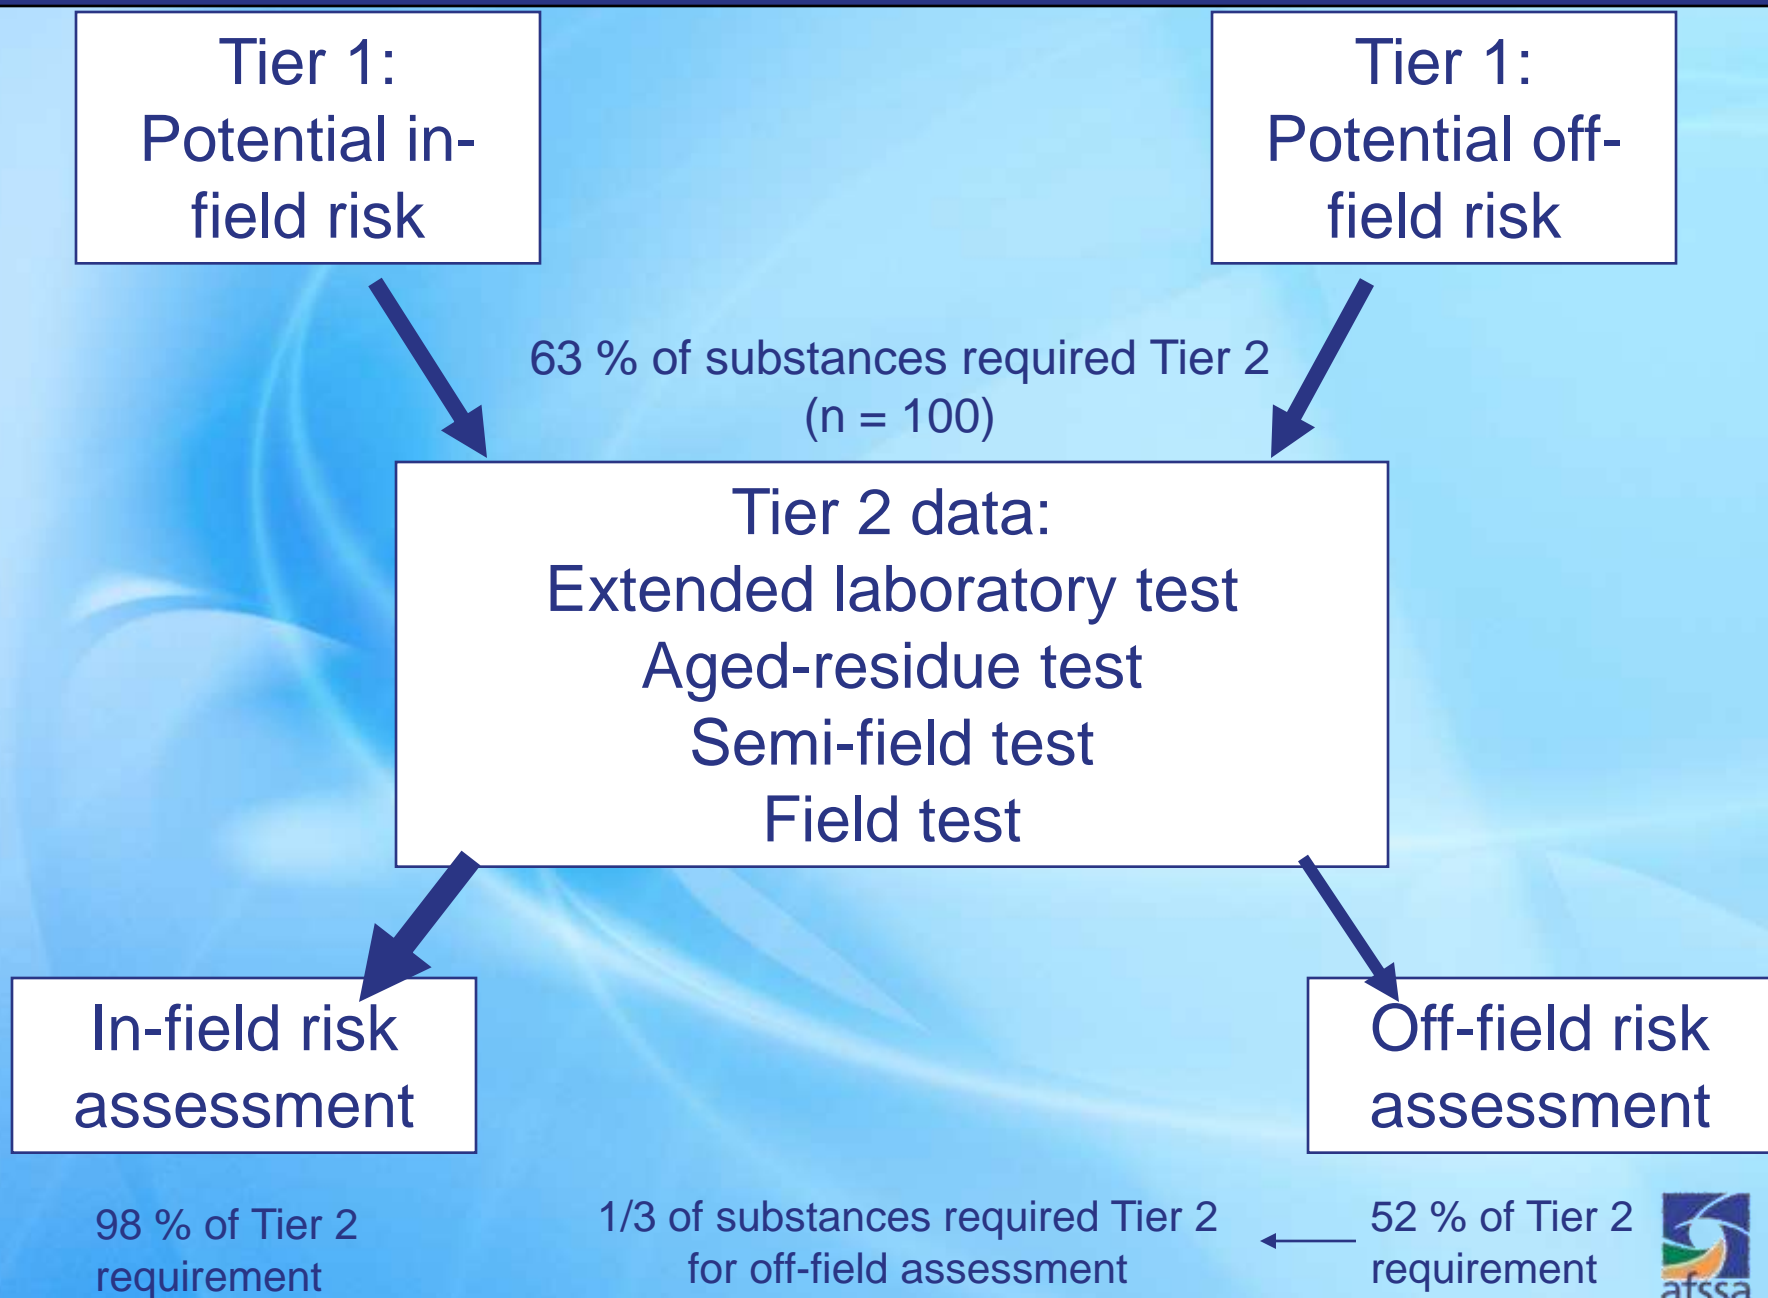 Tier 1:
Potential in-
field risk
Tier 1:
Potential off-
field risk
63 % of substances required Tier 2
(n = 100)
Tier 2 data:
Extended laboratory test
Aged-residue test
Semi-field test
Field test
In-field risk
assessment
Off-field risk
assessment
98 % of Tier 2
requirement
1/3 of substances required Tier 2
for off-field assessment
52 % of Tier 2
requirement
afssa